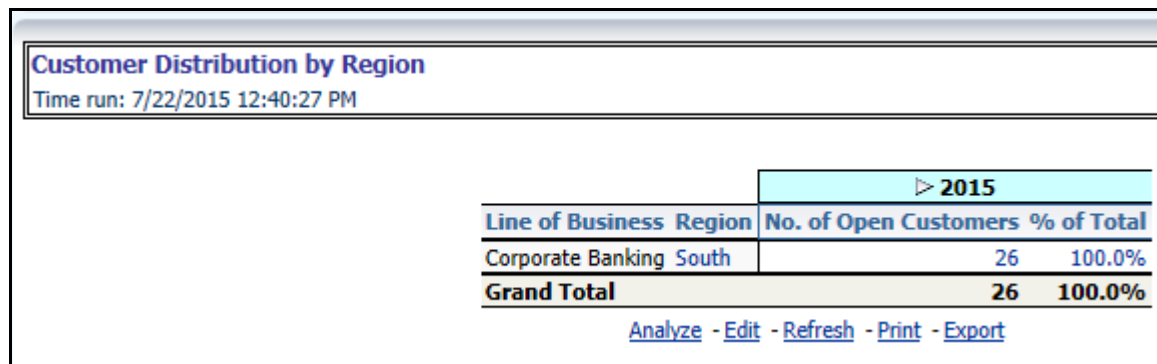 Customer Distribution by Region
Time run: 7/22/2015 12:40:27 PM
2015
Line of Business Region No. of Open Customers % of Total
Corporate Banking South 26 100.0%
Grand Total 26 100.0%
Analyze - Edit - Refresh - Print - Export